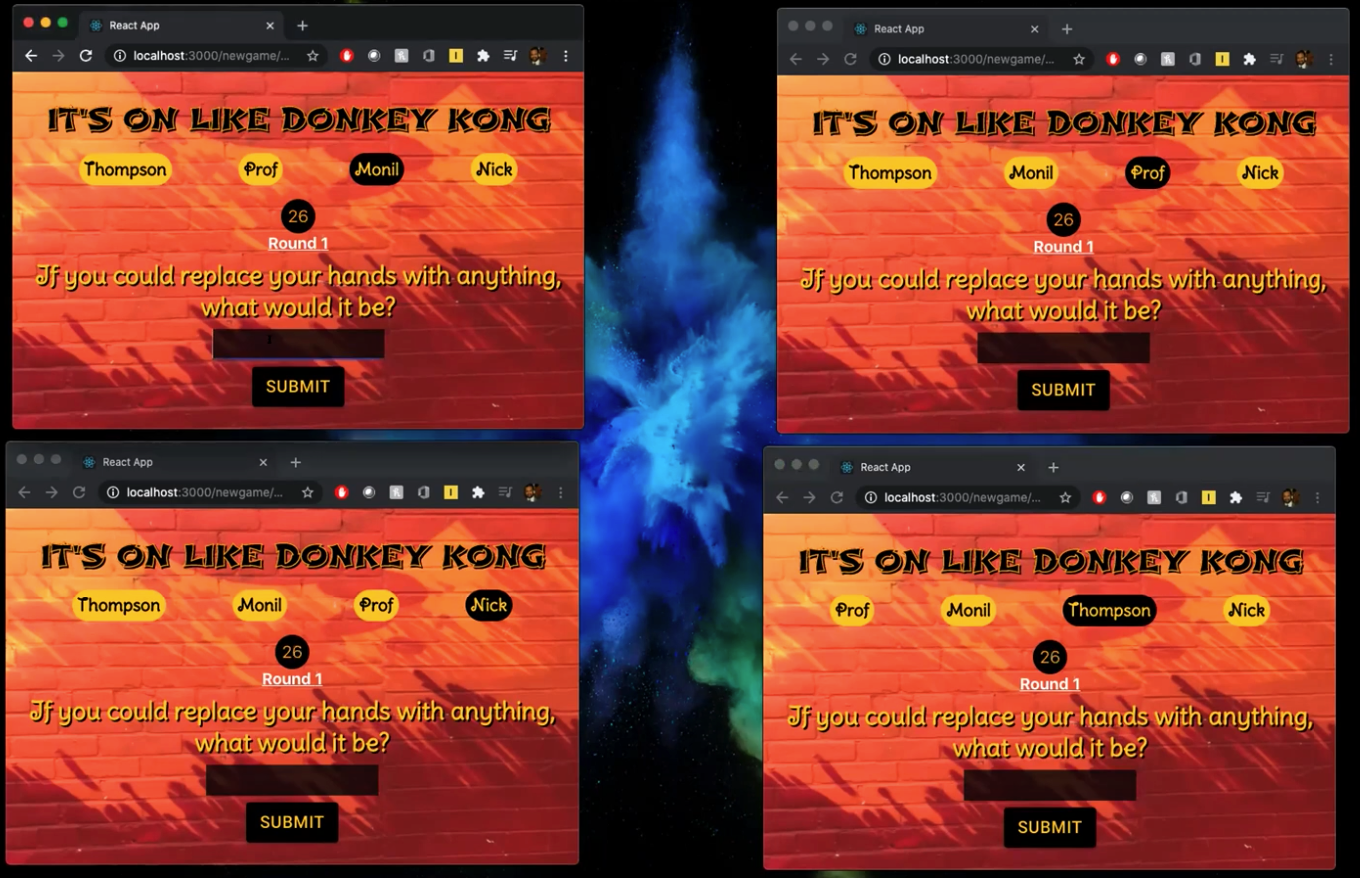 React App
localhost:3000/newgame/...
IT'S ON LIKE DONKEY KONG
Thompson Prof Monil Nick
26
Round 1
If you could replace your hands with anything,
what would it be?
SUBMIT
React App
localhost:3000/newgame/...
IT'S ON LIKE DONKEY KONG
Thompson Monil Prof Nick
26
Round 1
If you could replace your hands with anything,
what would it be?
SUBMIT
React App
localhost:3000/newgame/...
IT'S ON LIKE DONKEY KONG
Thompson Monil Prof Nick
26
Round 1
If you could replace your hands with anything,
what would it be?
SUBMIT
React App
localhost:3000/newgame/...
IT'S ON LIKE DONKEY KONG
Prof Monil Thompson Nick
26
Round 1
If you could replace your hands with anything,
what would it be?
SUBMIT